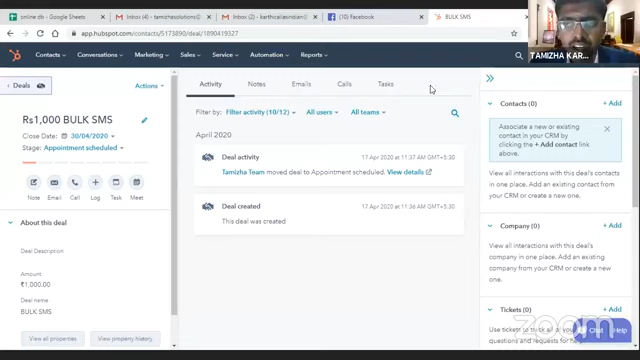 online db - Google Sheets
Inbox (4) - tamizhasolutions@
Inbox (2) - karthicalasindian@
(10) Facebook
BULK SMS
app.hubspot.com/contacts/5173890/deal/1890419327
TAMIZHA KAR...
Contacts
Conversations
Marketing
Sales
Service
Automation
Reports
Deals
Actions
Rs1,000 BULK SMS
Close Date: 30/04/2020
Stage: Appointment scheduled
Note
Email
Call
Log
Task
Meet
About this deal
Deal Description
Amount
₹1,000.00
Deal name
BULK SMS
View all properties
View property history
Activity
Notes
Emails
Calls
Tasks
Filter by: Filter activity (10/12) All users All teams
April 2020
Deal activity 17 Apr 2020 at 11:37 AM GMT+5:30
Tamizha Team moved deal to Appointment scheduled. View details
Deal created 17 Apr 2020 at 11:36 AM GMT+5:30
This deal was created
Contacts (0) + Add
Associate a new or existing
contact in your CRM by
clicking the + Add contact link
above.
View all interactions with this deal's
contacts in one place. Add an existing
contact from your CRM or create a
new one.
Company (0) + Add
View all interactions with this deal's
company in one place. Add an existing
company from your CRM or create a
new one.
Tickets (0) + Add
Use tickets to track all of your
questions and requests for help
zoom
Chat
Help